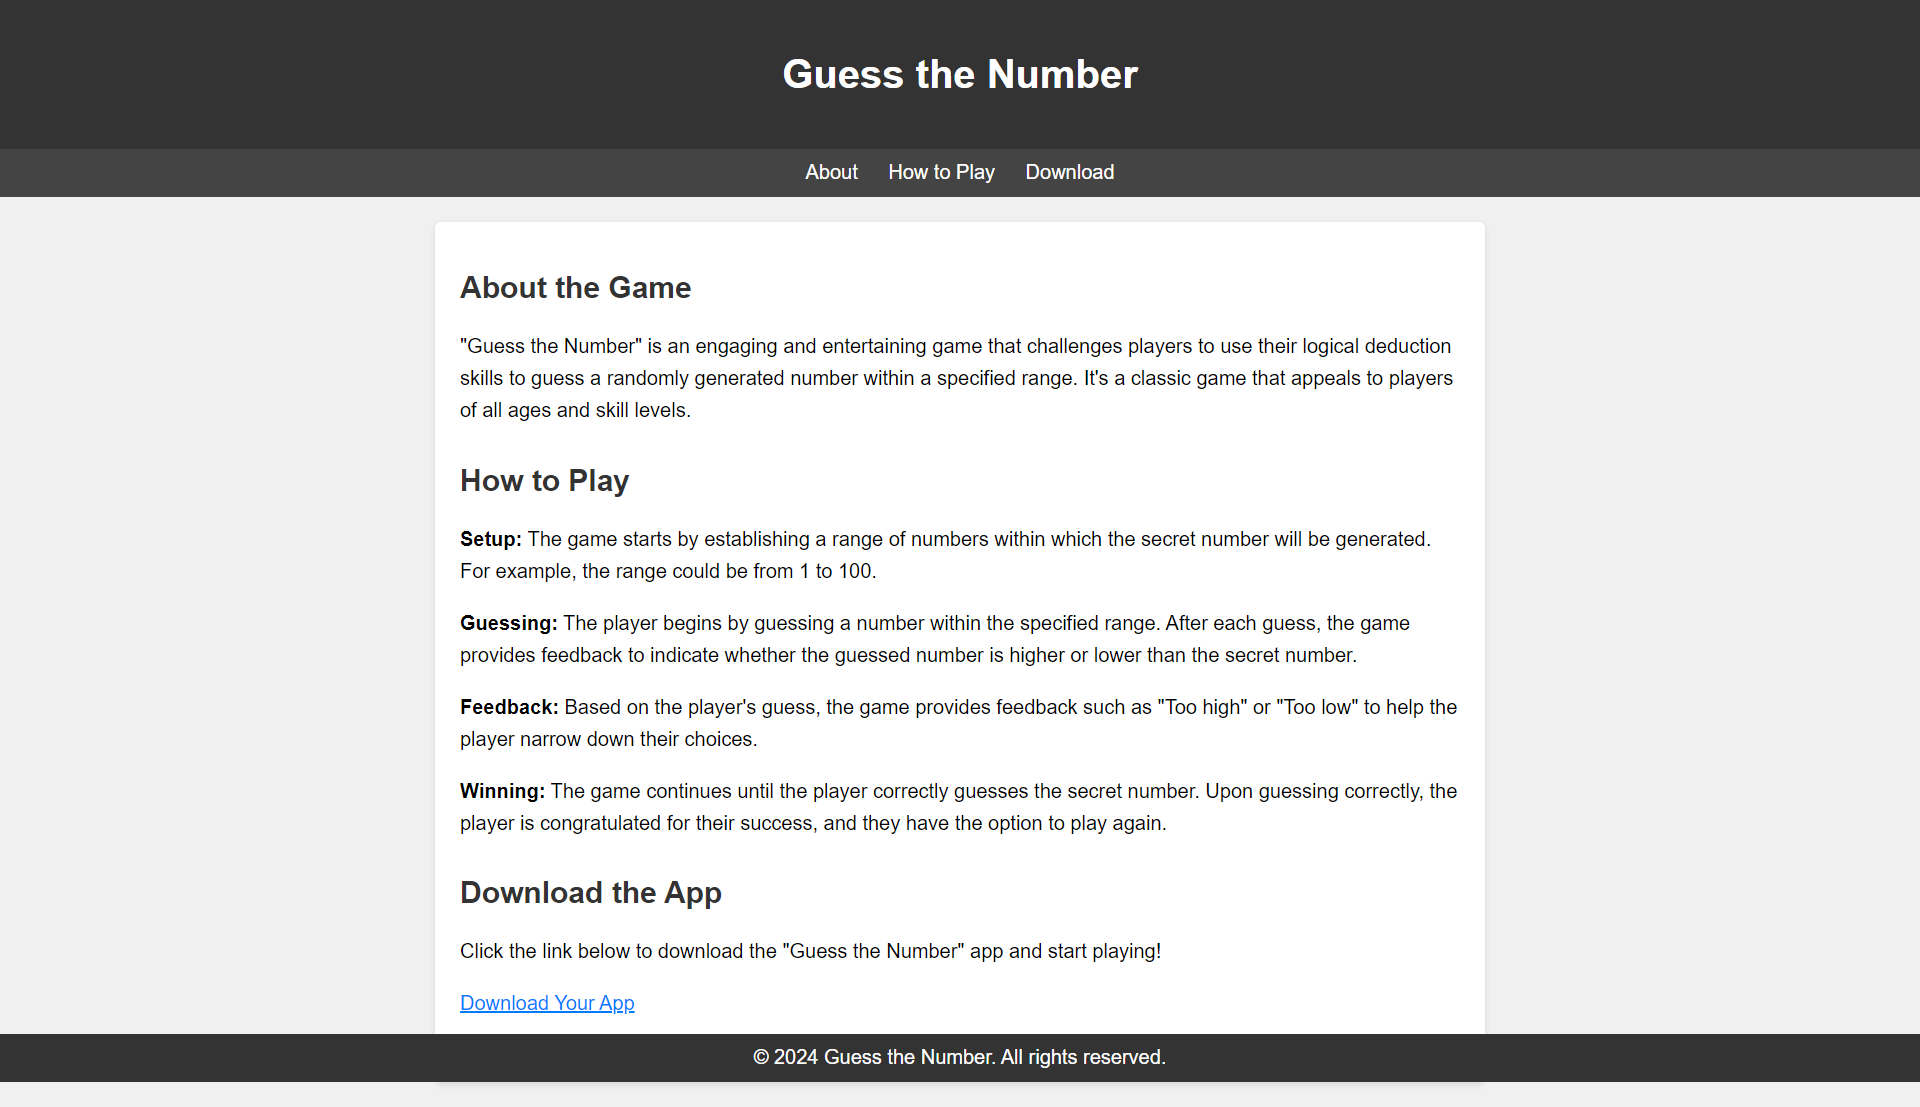 Guess the Number
About How to Play Download
About the Game
"Guess the Number" is an engaging and entertaining game that challenges players to use their logical deduction
skills to guess a randomly generated number within a specified range. It's a classic game that appeals to players
of all ages and skill levels.
How to Play
Setup: The game starts by establishing a range of numbers within which the secret number will be generated.
For example, the range could be from 1 to 100.
Guessing: The player begins by guessing a number within the specified range. After each guess, the game
provides feedback to indicate whether the guessed number is higher or lower than the secret number.
Feedback: Based on the player's guess, the game provides feedback such as "Too high" or "Too low" to help the
player narrow down their choices.
Winning: The game continues until the player correctly guesses the secret number. Upon guessing correctly, the
player is congratulated for their success, and they have the option to play again.
Download the App
Click the link below to download the "Guess the Number" app and start playing!
Download Your App
© 2024 Guess the Number. All rights reserved.